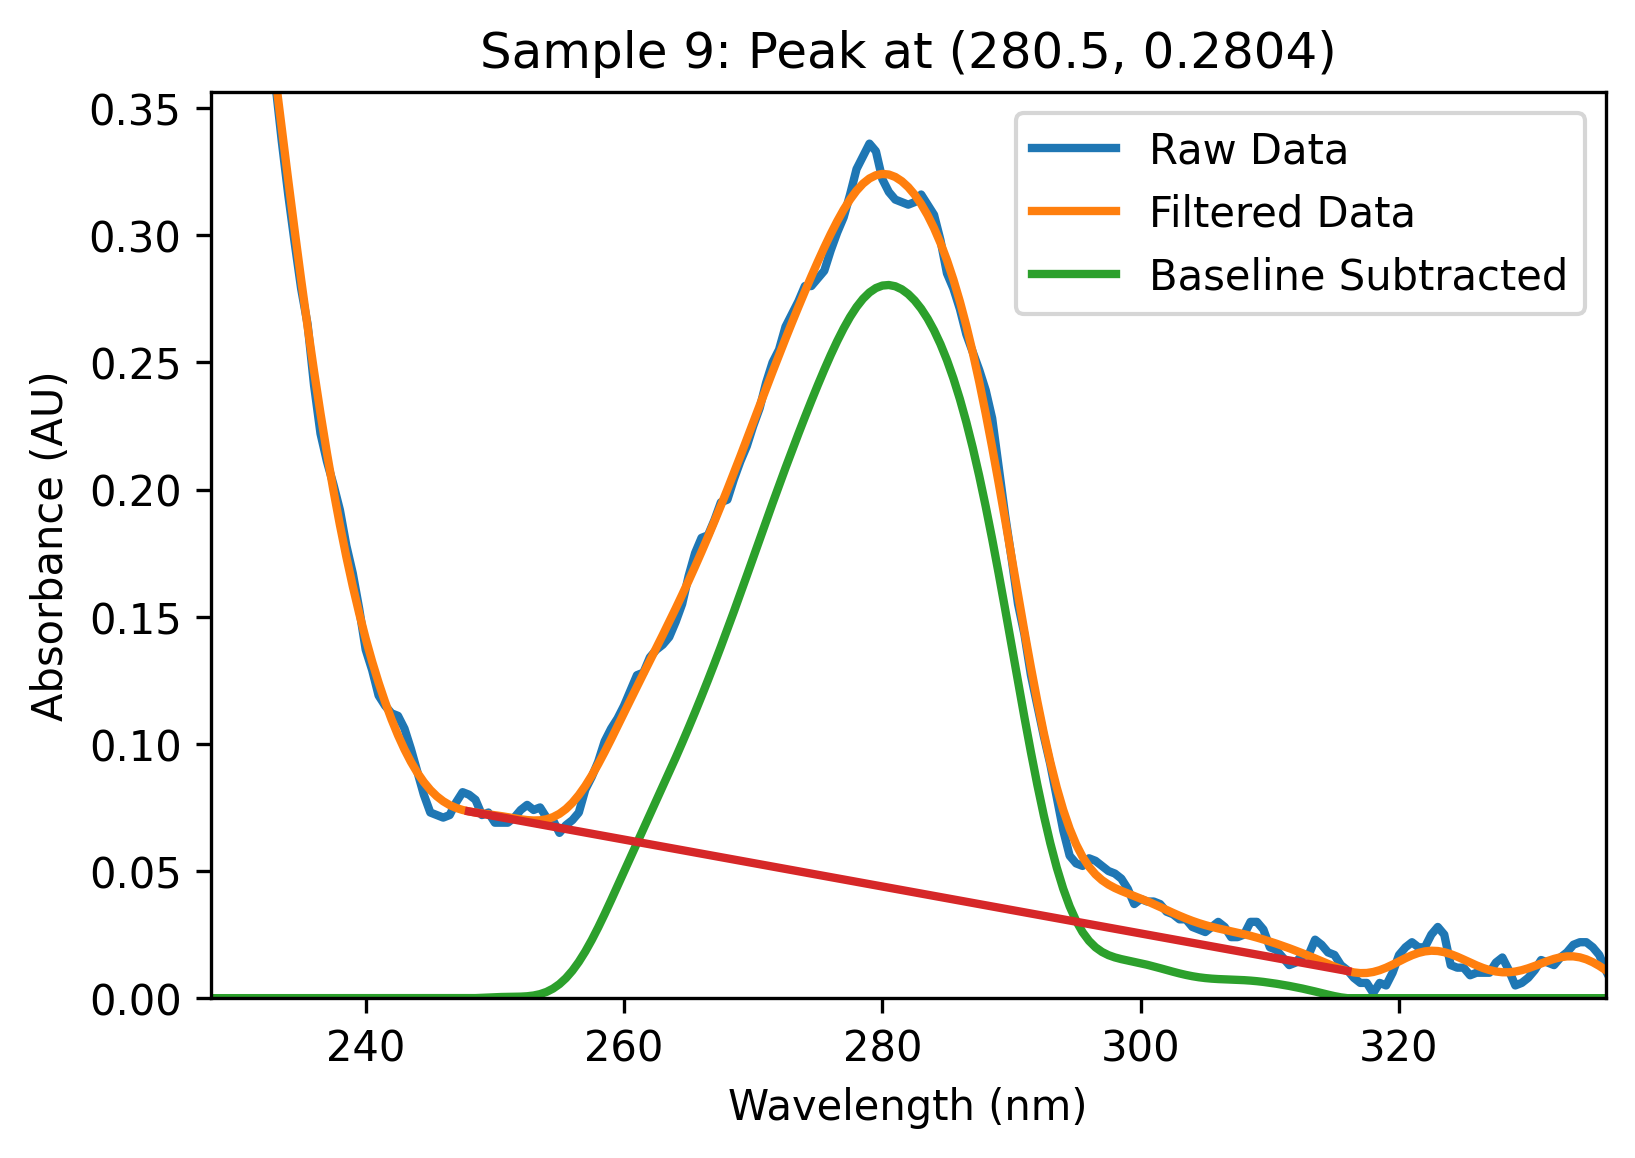 Sample 9: Peak at (280.5, 0.2804)
Raw Data
Filtered Data
Baseline Subtracted
Absorbance (AU)
0.35
0.30
0.25
0.20
0.15
0.10
0.05
0.00
240 260 280 300 320
Wavelength (nm)